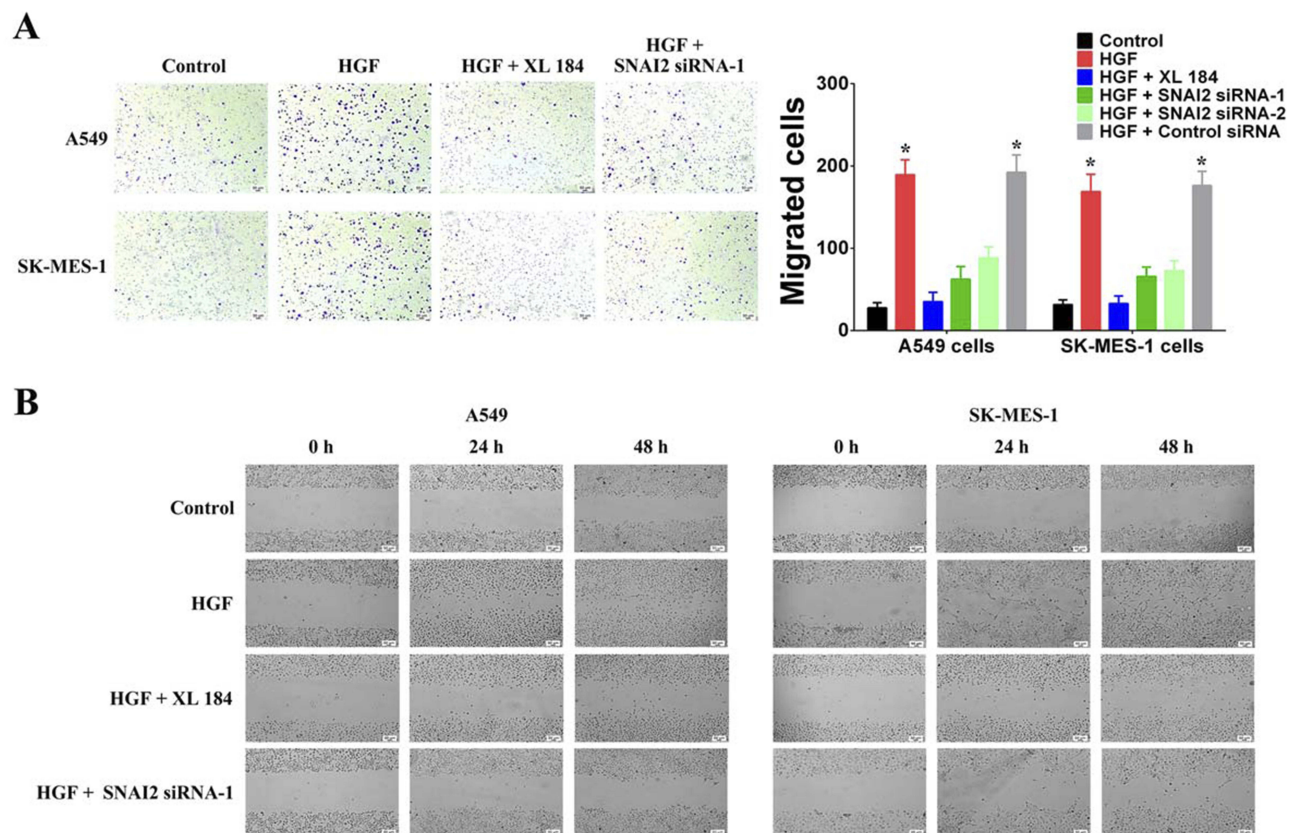 A
Control
HGF
HGF + XL 184
HGF +
SNAI2 siRNA-1
A549
SK-MES-1
Control
HGF
HGF + XL 184
HGF + SNAI2 siRNA-1
HGF + SNAI2 siRNA-2
HGF + Control siRNA
Migrated cells
300
200
100
0
* * * *
A549 cells
SK-MES-1 cells
B
A549
SK-MES-1
0 h 24 h 48 h 0 h 24 h 48 h
Control
HGF
HGF + XL 184
HGF + SNAI2 siRNA-1